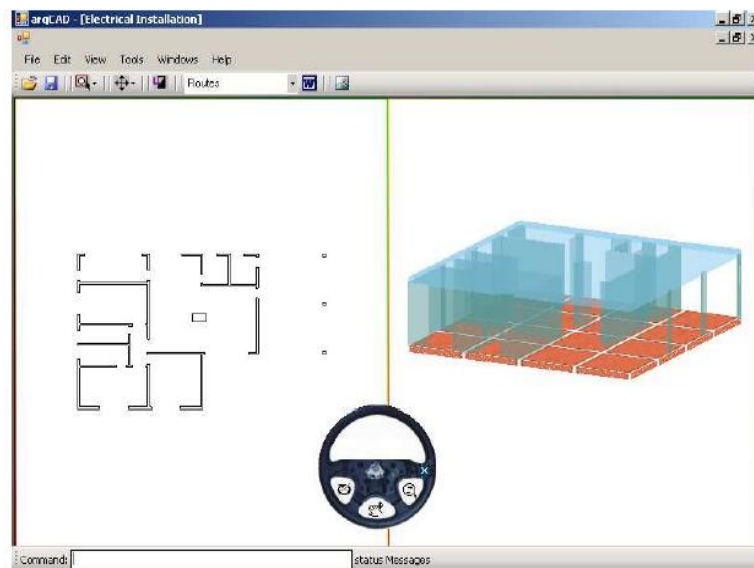 arqCAD - [Electrical Installation]
File Edit View Tools Windows Help
Routes
W
Command:
status Messages